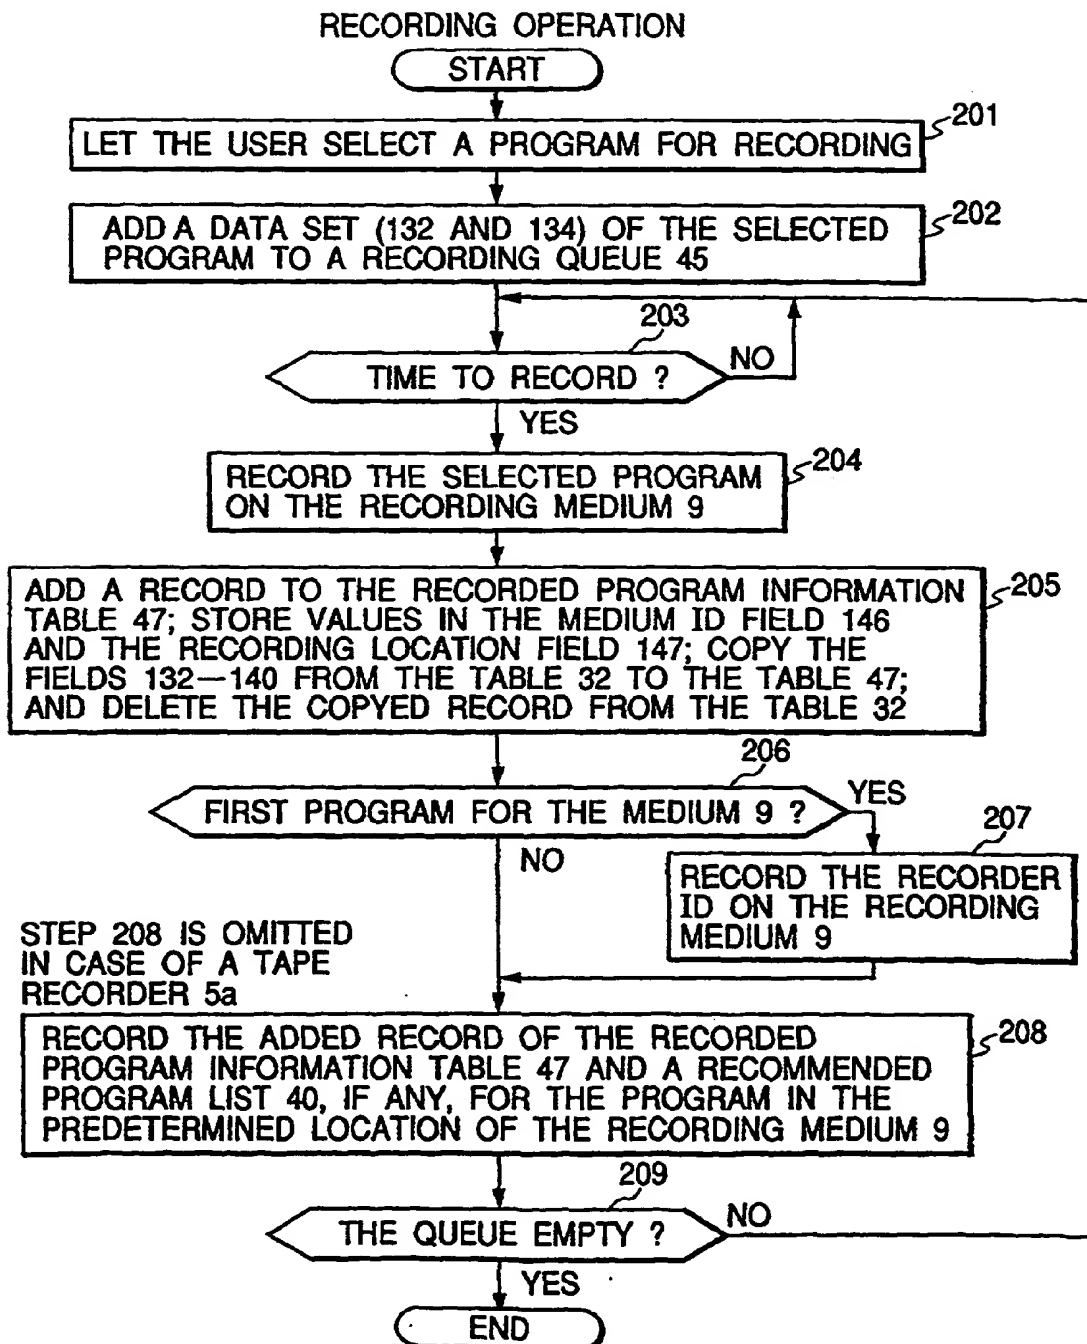 RECORDING OPERATION
START
201
LET THE USER SELECT A PROGRAM FOR RECORDING
202
ADD A DATA SET (132 AND 134) OF THE SELECTED
PROGRAM TO A RECORDING QUEUE 45
203
TIME TO RECORD ?
NO
YES
204
RECORD THE SELECTED PROGRAM
ON THE RECORDING MEDIUM 9
205
ADD A RECORD TO THE RECORDED PROGRAM INFORMATION
TABLE 47; STORE VALUES IN THE MEDIUM ID FIELD 146
AND THE RECORDING LOCATION FIELD 147; COPY THE
FIELDS 132—140 FROM THE TABLE 32 TO THE TABLE 47;
AND DELETE THE COPYED RECORD FROM THE TABLE 32
206
FIRST PROGRAM FOR THE MEDIUM 9 ?
YES
NO
207
RECORD THE RECORDER
ID ON THE RECORDING
MEDIUM 9
STEP 208 IS OMITTED
IN CASE OF A TAPE
RECORDER 5a
208
RECORD THE ADDED RECORD OF THE RECORDED
PROGRAM INFORMATION TABLE 47 AND A RECOMMENDED
PROGRAM LIST 40, IF ANY, FOR THE PROGRAM IN THE
PREDETERMINED LOCATION OF THE RECORDING MEDIUM 9
209
THE QUEUE EMPTY ?
NO
YES
END